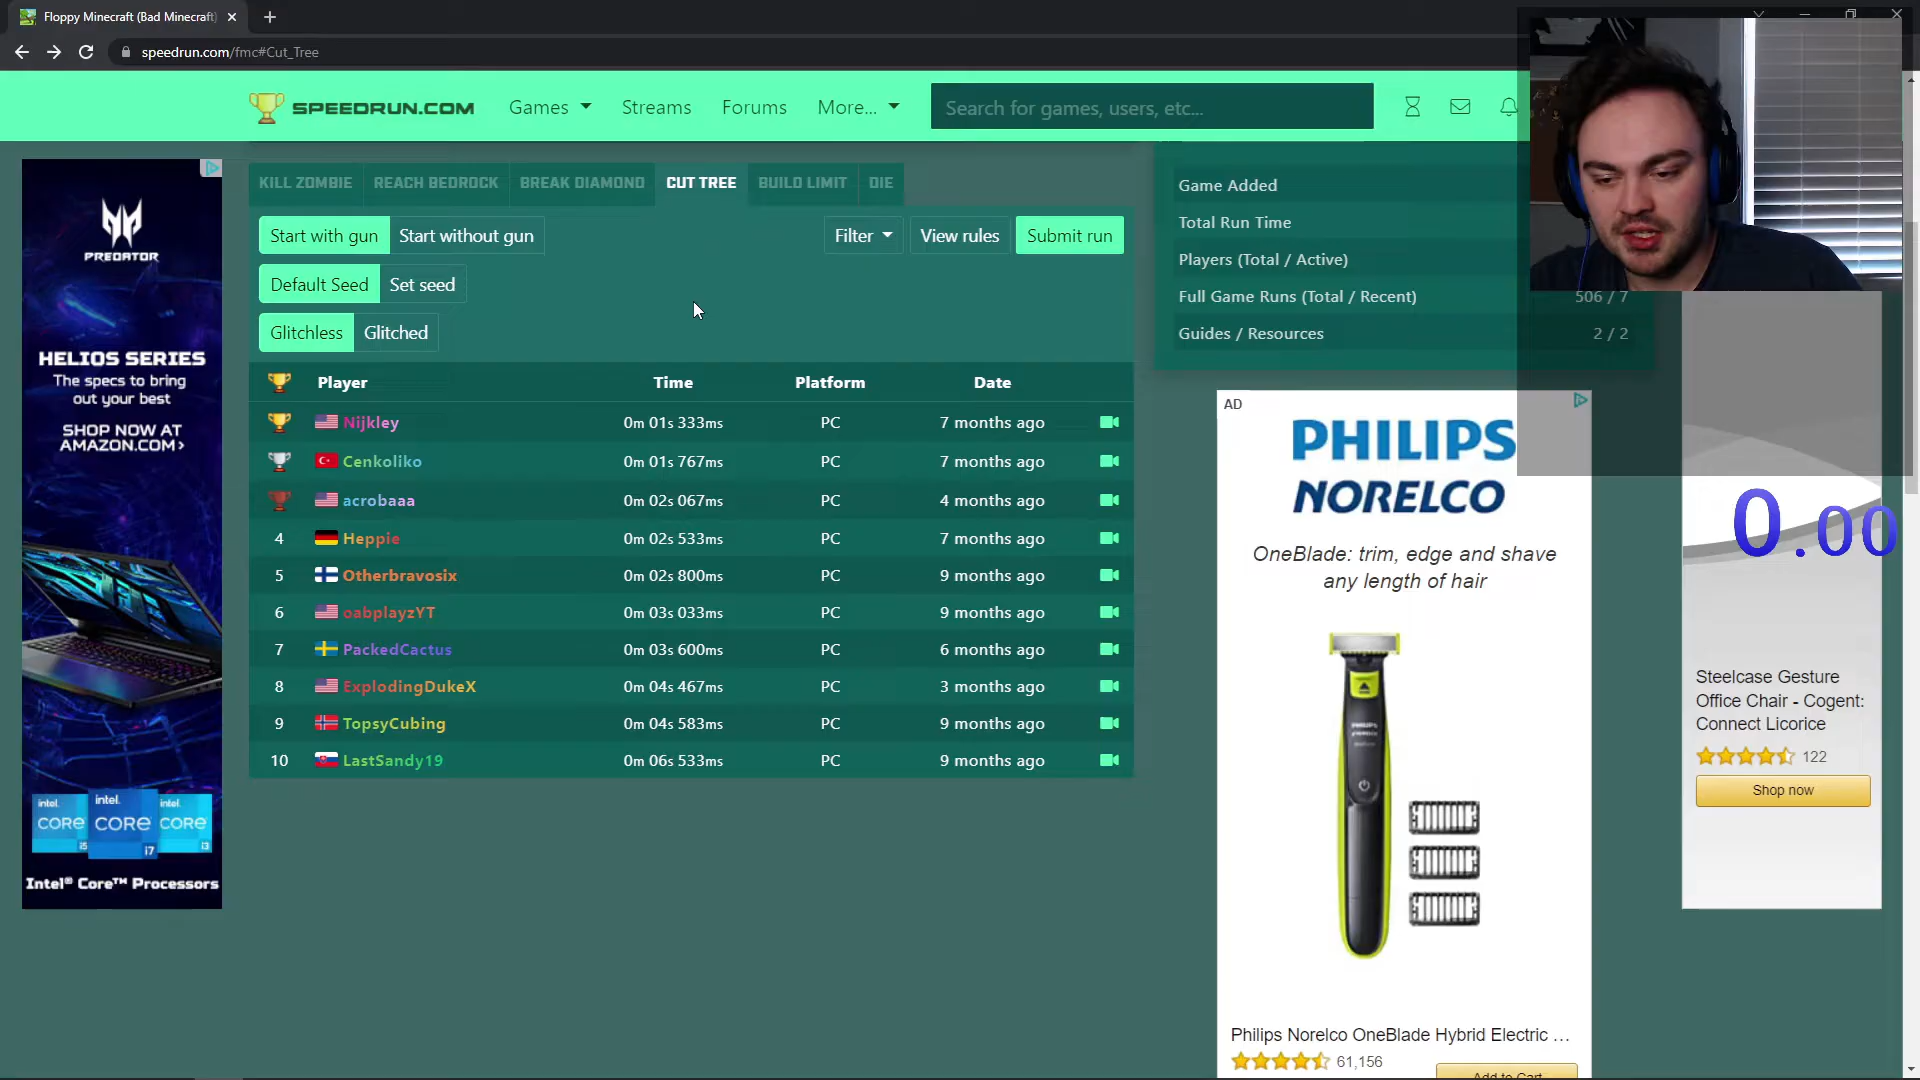 Floppy Minecraft (Bad Minecraft)
speedrun.com/fmc#Cut_Tree
SPEEDRUN.COM
Games
Streams
Forums
More...
Search for games, users, etc...
KILL ZOMBIE
REACH BEDROCK
BREAK DIAMOND
CUT TREE
BUILD LIMIT
DIE
Start with gun
Start without gun
Filter
View rules
Submit run
Default Seed
Set seed
Glitchless
Glitched
Player Time Platform Date
Nijkley 0m 01s 333ms PC 7 months ago
Cenkoliko 0m 01s 767ms PC 7 months ago
acrobaaa 0m 02s 067ms PC 4 months ago
4 Heppie 0m 02s 533ms PC 7 months ago
5 Otherbravosix 0m 02s 800ms PC 9 months ago
6 oabplayzYT 0m 03s 033ms PC 9 months ago
7 PackedCactus 0m 03s 600ms PC 6 months ago
8 ExplodingDukeX 0m 04s 467ms PC 3 months ago
9 TopsyCubing 0m 04s 583ms PC 9 months ago
10 LastSandy19 0m 06s 533ms PC 9 months ago
Game Added
Total Run Time
Players (Total / Active)
Full Game Runs (Total / Recent) 506 / 7
Guides / Resources 2 / 2
PREDATOR
HELIOS SERIES
The specs to bring
out your best
SHOP NOW AT
AMAZON.COM>
intel.
CORE
i5
intel.
CORE
i7
intel.
CORE
i3
Intel® Core™ Processors
AD
PHILIPS
NORELCO
OneBlade: trim, edge and shave
any length of hair
Philips Norelco OneBlade Hybrid Electric …
61,156
Add to Cart
0.00
Steelcase Gesture
Office Chair - Cogent:
Connect Licorice
122
Shop now